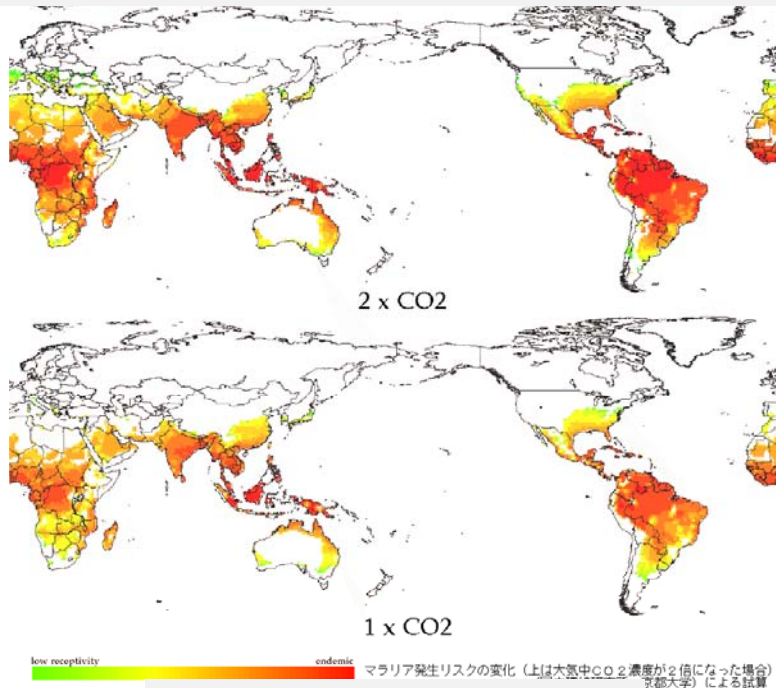 2 x CO2
1 x CO2
low receptivity
endemic
マラリア発生リスクの変化（上は大気中CO2濃度が2倍になった場合）
京都大学）による試算